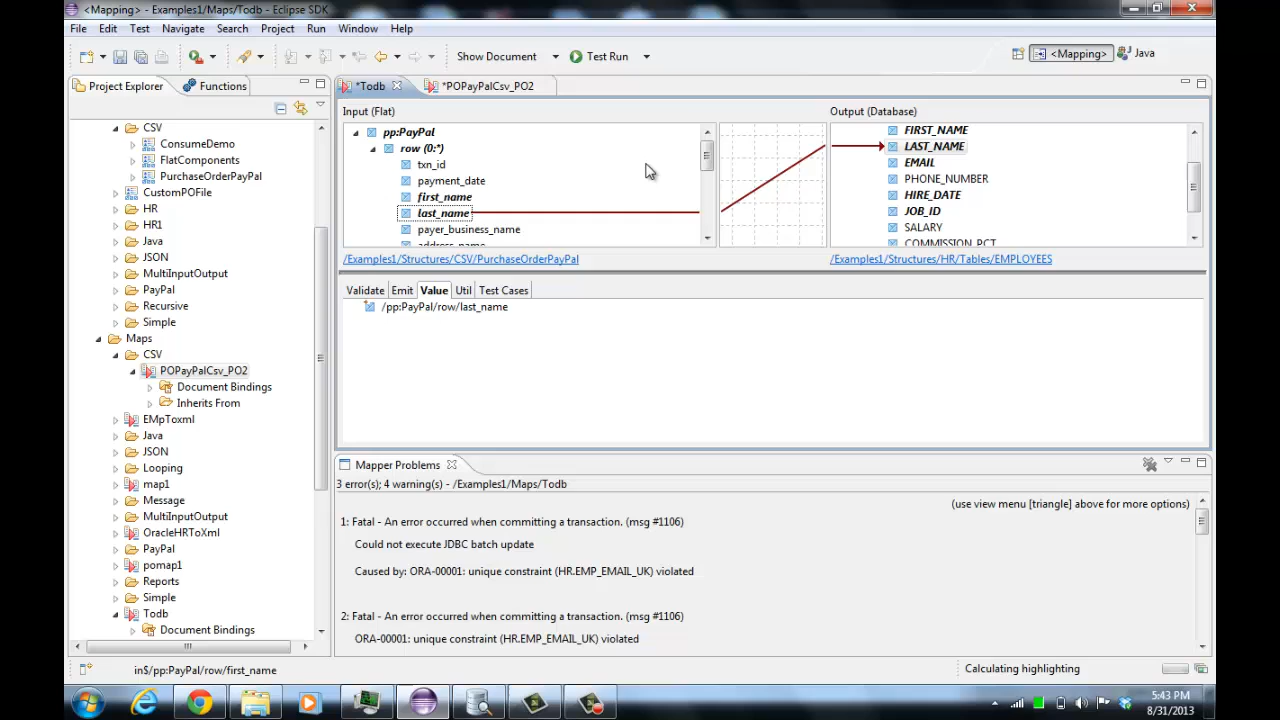 <Mapping> - Examples1/Maps/Todb - Eclipse SDK
File Edit Test Navigate Search Project Run Window Help
Show Document Test Run <Mapping> Java
Project Explorer Functions
CSV
ConsumeDemo
FlatComponents
PurchaseOrderPayPal
CustomPOFile
HR
HR1
Java
JSON
MultiInputOutput
PayPal
Recursive
Simple
Maps
CSV
POPayPalCsv_PO2
Document Bindings
Inherits From
EMpToxml
Java
JSON
Looping
map1
Message
MultiInputOutput
OracleHRToXml
PayPal
pomap1
Reports
Simple
Todb
Document Bindings
*Todb *POPayPalCsv_PO2
Input (Flat)
pp:PayPal
row (0:*)
txn_id
payment_date
first_name
last_name
payer_business_name
address_name
/Examples1/Structures/CSV/PurchaseOrderPayPal
Output (Database)
FIRST_NAME
LAST_NAME
EMAIL
PHONE_NUMBER
HIRE_DATE
JOB_ID
SALARY
COMMISSION_PCT
/Examples1/Structures/HR/Tables/EMPLOYEES
Validate Emit Value Util Test Cases
/pp:PayPal/row/last_name
Mapper Problems
3 error(s); 4 warning(s) - /Examples1/Maps/Todb
(use view menu [triangle] above for more options)
1: Fatal - An error occurred when committing a transaction. (msg #1106)
Could not execute JDBC batch update
Caused by: ORA-00001: unique constraint (HR.EMP_EMAIL_UK) violated
2: Fatal - An error occurred when committing a transaction. (msg #1106)
ORA-00001: unique constraint (HR.EMP_EMAIL_UK) violated
in$/pp:PayPal/row/first_name
Calculating highlighting
5:43 PM
8/31/2013